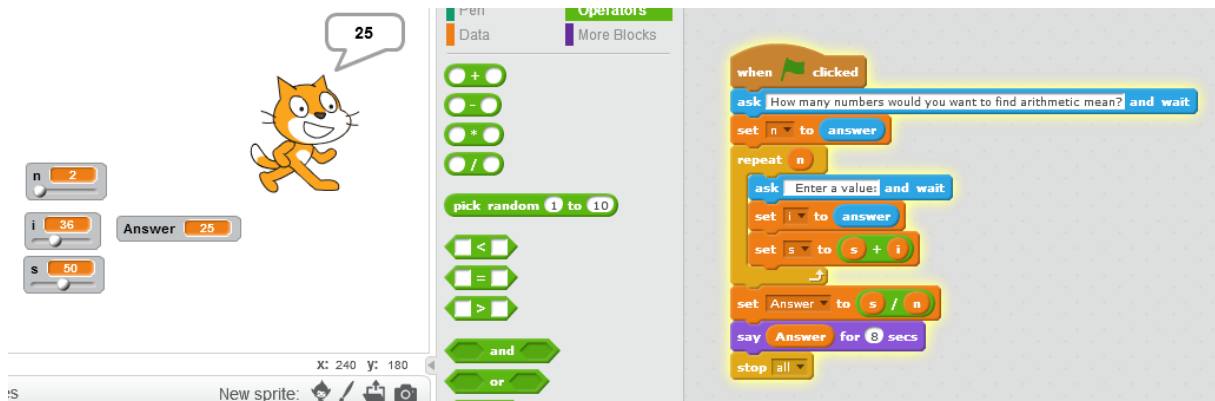 25
n 2
i 36
Answer 25
s 50
x: 240 y: 180
New sprite:
Pen
Operators
Data
More Blocks
+
-
*
/
pick random 1 to 10
<
=
>
and
or
when clicked
ask How many numbers would you want to find arithmetic mean? and wait
set n to answer
repeat n
ask Enter a value: and wait
set i to answer
set s to s + i
set Answer to s / n
say Answer for 8 secs
stop all